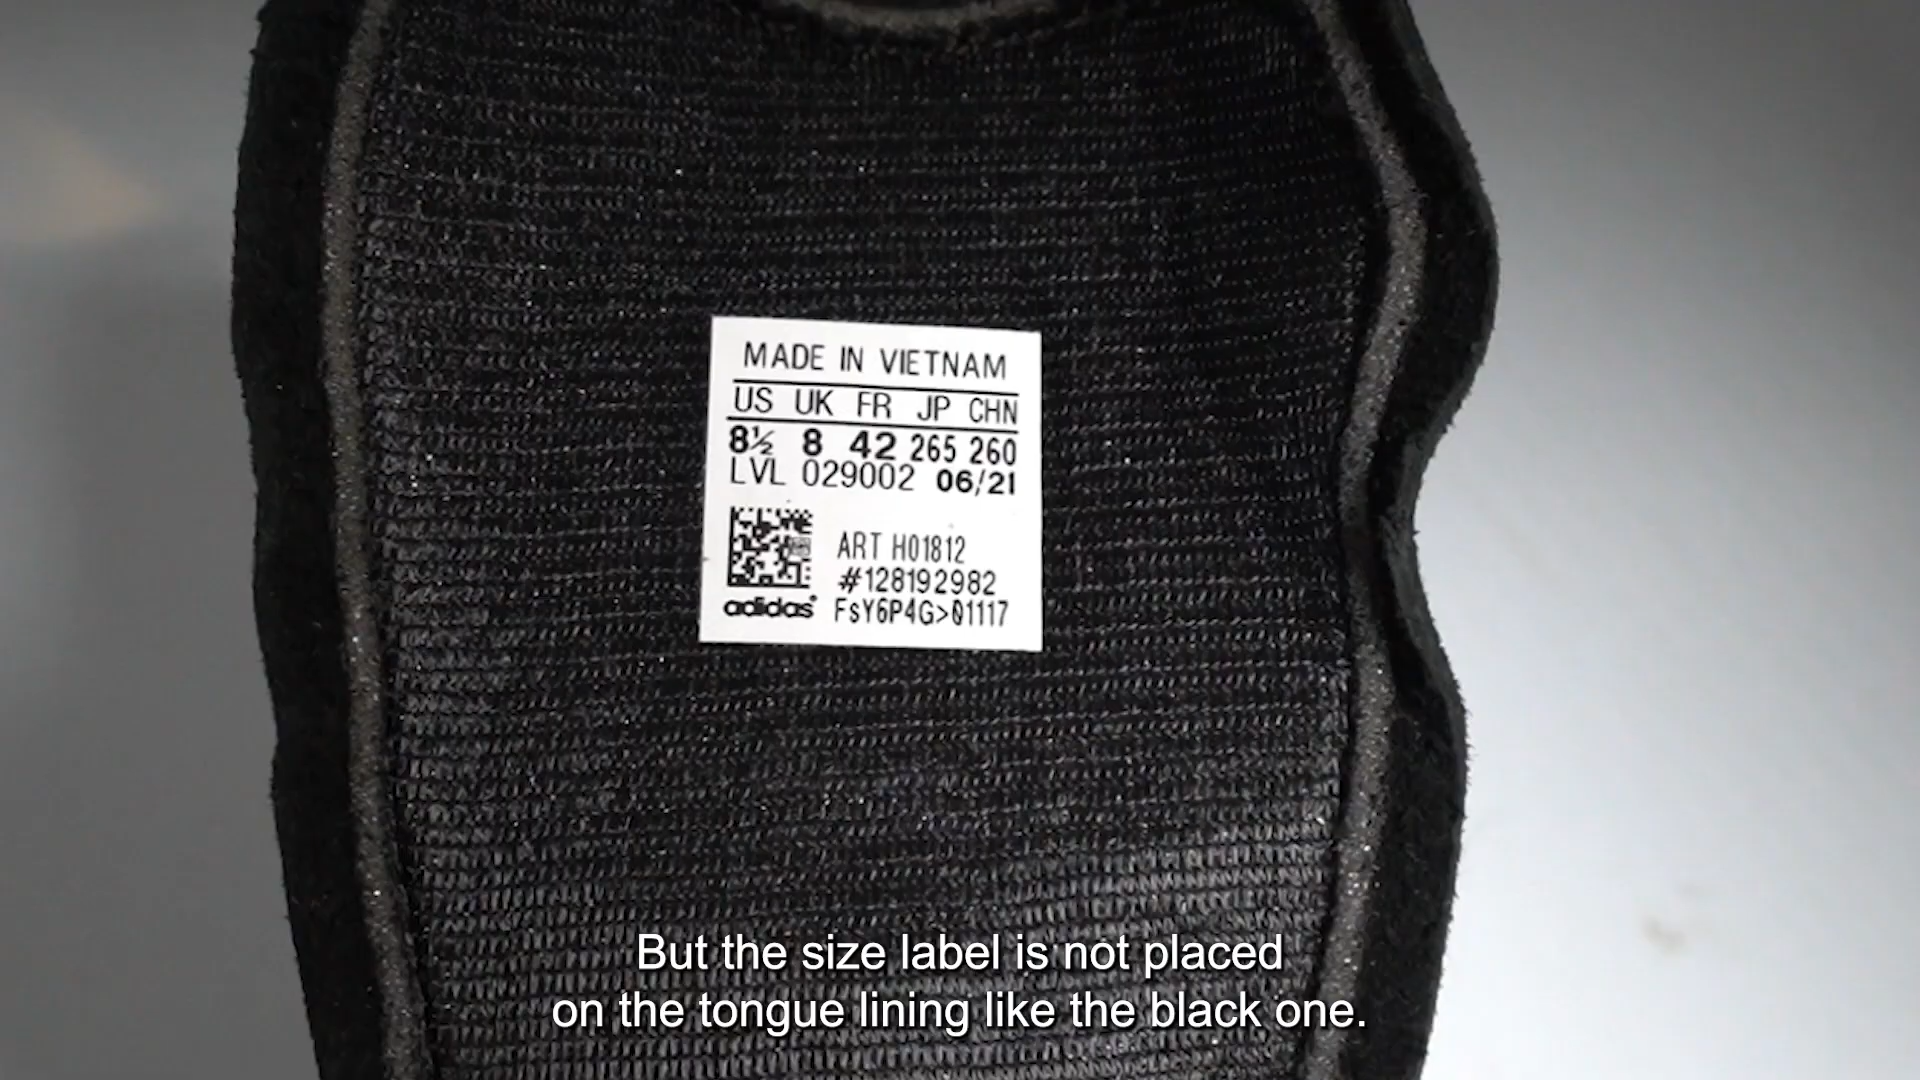 MADE IN VIETNAM
US UK FR JP CHN
8½ 8 42 265 260
LVL 029002 06/21
ART H01812
#128192982
adidas® FsY6P4G>01117
But the size label is not placed
on the tongue lining like the black one.